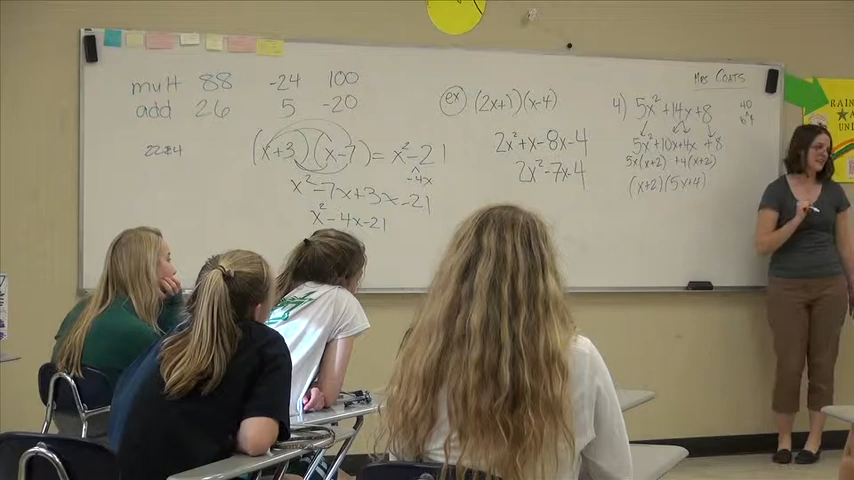 Mrs COATS
mult 88 -24 100
add 26 5 -20
22 4
(x+3)(x-7) = x²-21
-4x
x²-7x+3x-21
x²-4x-21
ex (2x+1)(x-4)
2x²+x-8x-4
2x²-7x-4
4) 5x²+14x+8
40
5x²+10x+4x+8
5x(x+2) +4(x+2)
(x+2)(5x+4)
RAIN